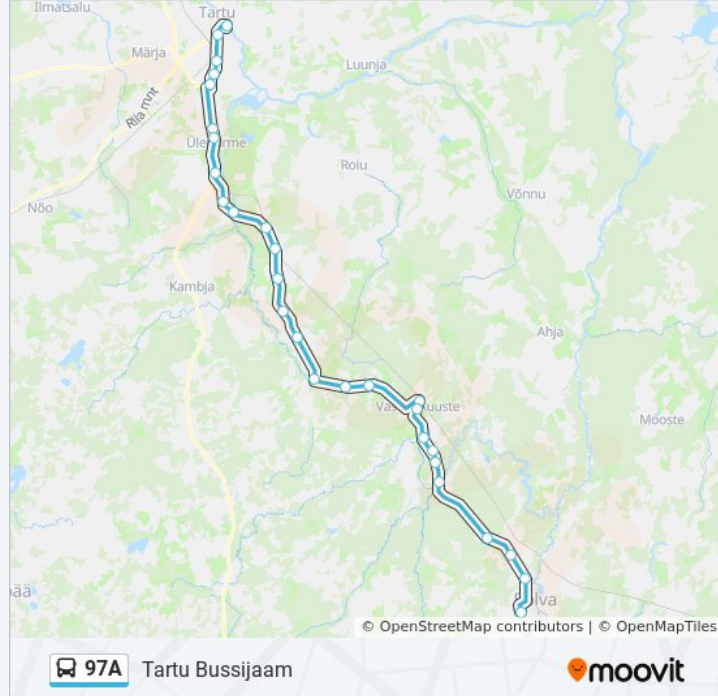 Ilmatsalu
Tartu
Märja
Luunja
Riia mnt
Roiu
Võnnu
Nõo
Kambja
Ahja
Mooste
© OpenStreetMap contributors | © OpenMapTiles
97A Tartu Bussijaam
moovit